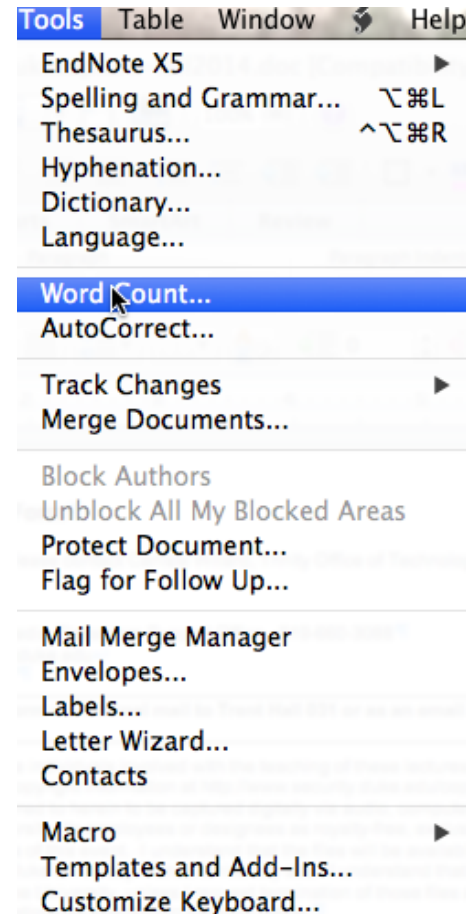 Tools Table Window Help
EndNote X5 ▶
Spelling and Grammar... ⌥⌘L
Thesaurus... ^⌥⌘R
Hyphenation...
Dictionary...
Language...
Word Count...
AutoCorrect...
Track Changes ▶
Merge Documents...
Block Authors
Unblock All My Blocked Areas
Protect Document...
Flag for Follow Up...
Mail Merge Manager
Envelopes...
Labels...
Letter Wizard...
Contacts
Macro ▶
Templates and Add-Ins...
Customize Keyboard...